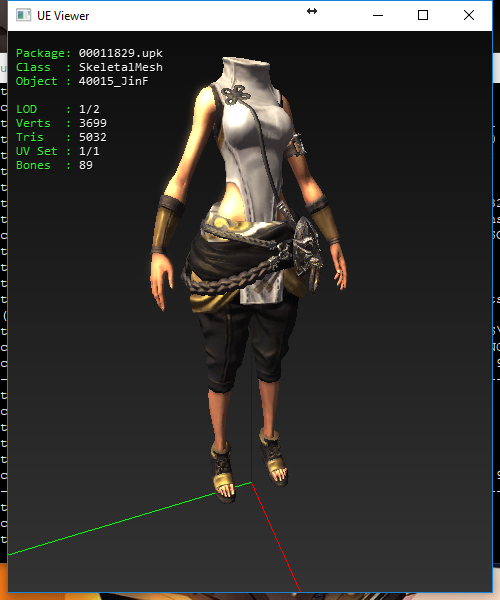 UE Viewer
Package: 00011829.upk
Class : SkeletalMesh
Object : 40015_JinF
LOD : 1/2
Verts : 3699
Tris : 5032
UV Set : 1/1
Bones : 89